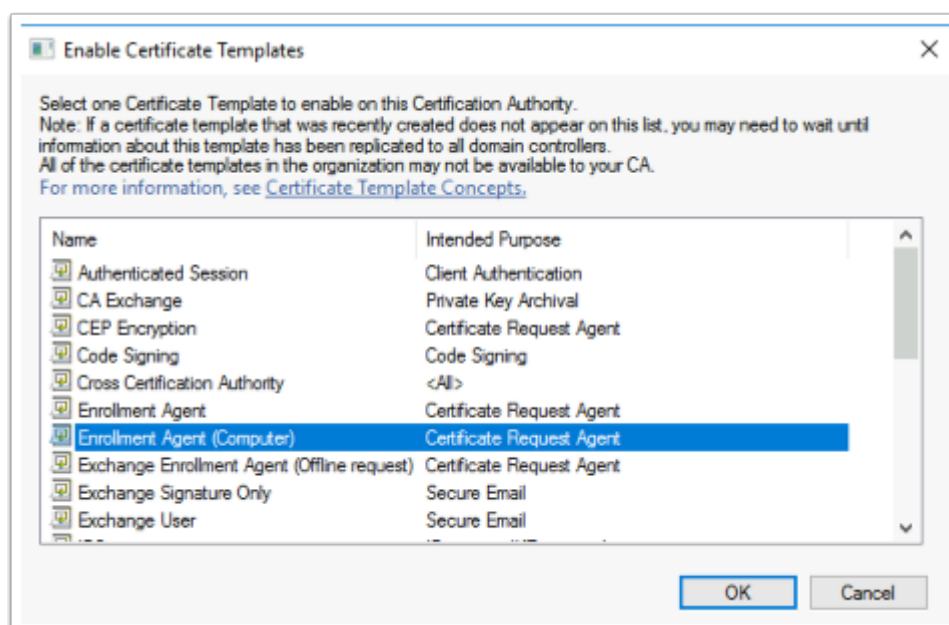 Enable Certificate Templates
Select one Certificate Template to enable on this Certification Authority.
Note: If a certificate template that was recently created does not appear on this list, you may need to wait until
information about this template has been replicated to all domain controllers.
All of the certificate templates in the organization may not be available to your CA.
For more information, see Certificate Template Concepts.
Name Intended Purpose
Authenticated Session Client Authentication
CA Exchange Private Key Archival
CEP Encryption Certificate Request Agent
Code Signing Code Signing
Cross Certification Authority <All>
Enrollment Agent Certificate Request Agent
Enrollment Agent (Computer) Certificate Request Agent
Exchange Enrollment Agent (Offline request) Certificate Request Agent
Exchange Signature Only Secure Email
Exchange User Secure Email
OK Cancel